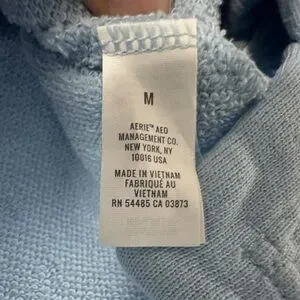 M
AERIE™ AEO
MANAGEMENT CO.
NEW YORK, NY
10016 USA
MADE IN VIETNAM
FABRIQUÉ AU
VIETNAM
RN 54485 CA 03873